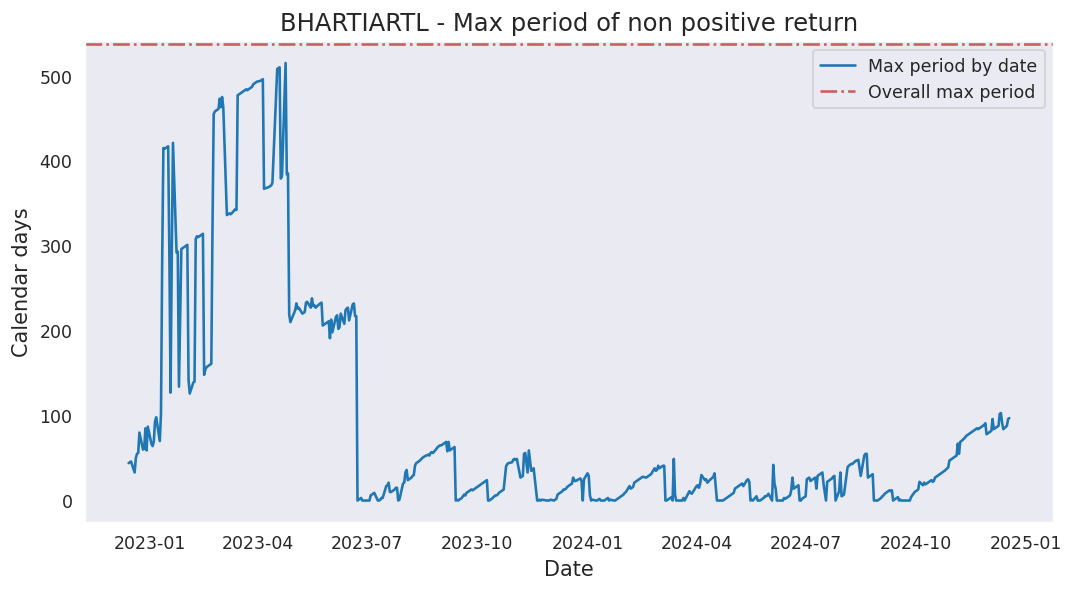 BHARTIARTL - Max period of non positive return
Max period by date
Overall max period
Calendar days
500
400
300
200
100
0
2023-01 2023-04 2023-07 2023-10 2024-01 2024-04 2024-07 2024-10 2025-01
Date